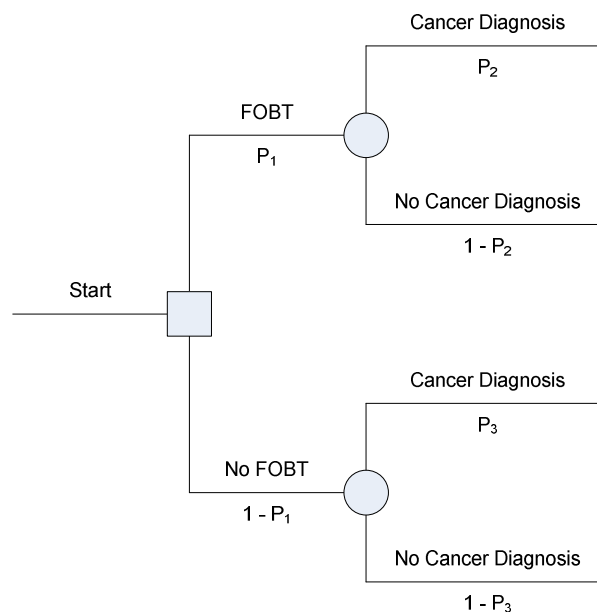 Cancer Diagnosis
P₂
FOBT
P₁
No Cancer Diagnosis
1 - P₂
Start
Cancer Diagnosis
P₃
No FOBT
1 - P₁
No Cancer Diagnosis
1 - P₃